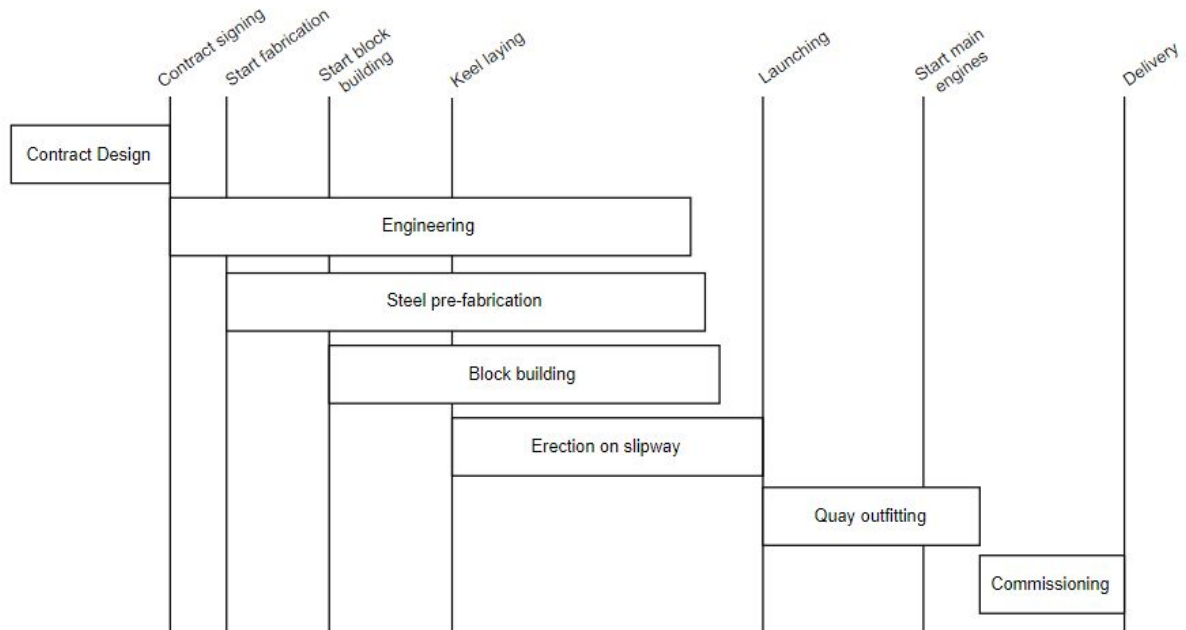 Contract signing
Start fabrication
Start block
building
Keel laying
Launching
Start main
engines
Delivery
Contract Design
Engineering
Steel pre-fabrication
Block building
Erection on slipway
Quay outfitting
Commissioning